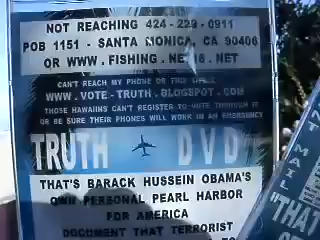 NOT REACHING 424-229-0911
POB 1151 - SANTA MONICA, CA 90406
OR WWW.FISHING.NET16.NET
CAN'T REACH MY PHONE OR THIS
WWW.VOTE-TRUTH.BLOGSPOT.COM
THOSE HAWAIINS CAN'T REGISTER TO VOTE THROUGH IT
OR BE SURE THEIR PHONES WILL WORK IN AN EMERGENCY
TRUTH DVD
THAT'S BARACK HUSSEIN OBAMA'S
OWN PERSONAL PEARL HARBOR
FOR AMERICA
DOCUMENT THAT TERRORIST
MAIL
"THAT